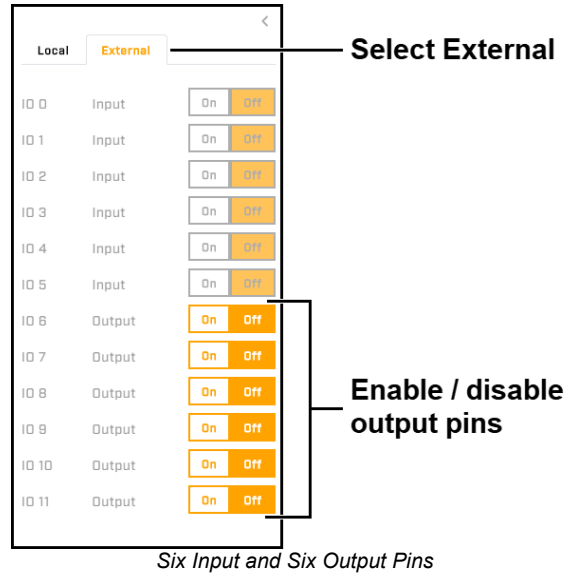 <
Local External
Select External
IO 0 Input On Off
IO 1 Input On Off
IO 2 Input On Off
IO 3 Input On Off
IO 4 Input On Off
IO 5 Input On Off
IO 6 Output On Off
IO 7 Output On Off
IO 8 Output On Off
IO 9 Output On Off
IO 10 Output On Off
IO 11 Output On Off
Enable / disable
output pins
Six Input and Six Output Pins